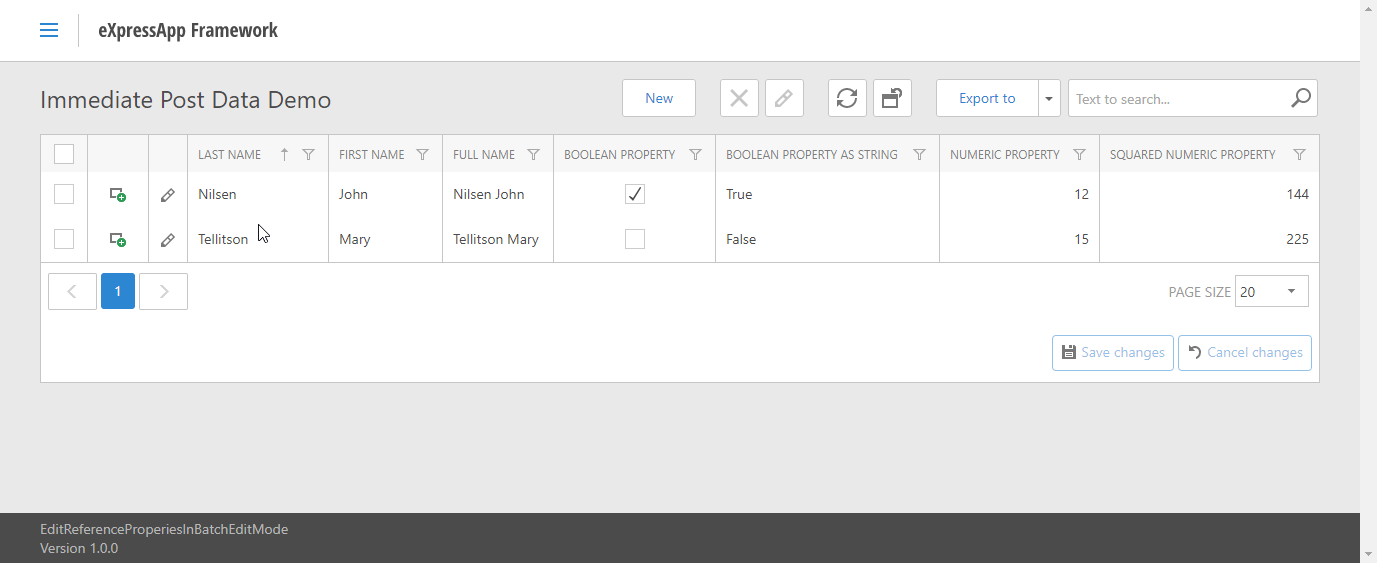 eXpressApp Framework
Immediate Post Data Demo New Export to Text to search...
LAST NAME FIRST NAME FULL NAME BOOLEAN PROPERTY BOOLEAN PROPERTY AS STRING NUMERIC PROPERTY SQUARED NUMERIC PROPERTY
Nilsen John Nilsen John True 12 144
Tellitson Mary Tellitson Mary False 15 225
1 PAGE SIZE 20
Save changes Cancel changes
EditReferenceProperiesInBatchEditMode
Version 1.0.0